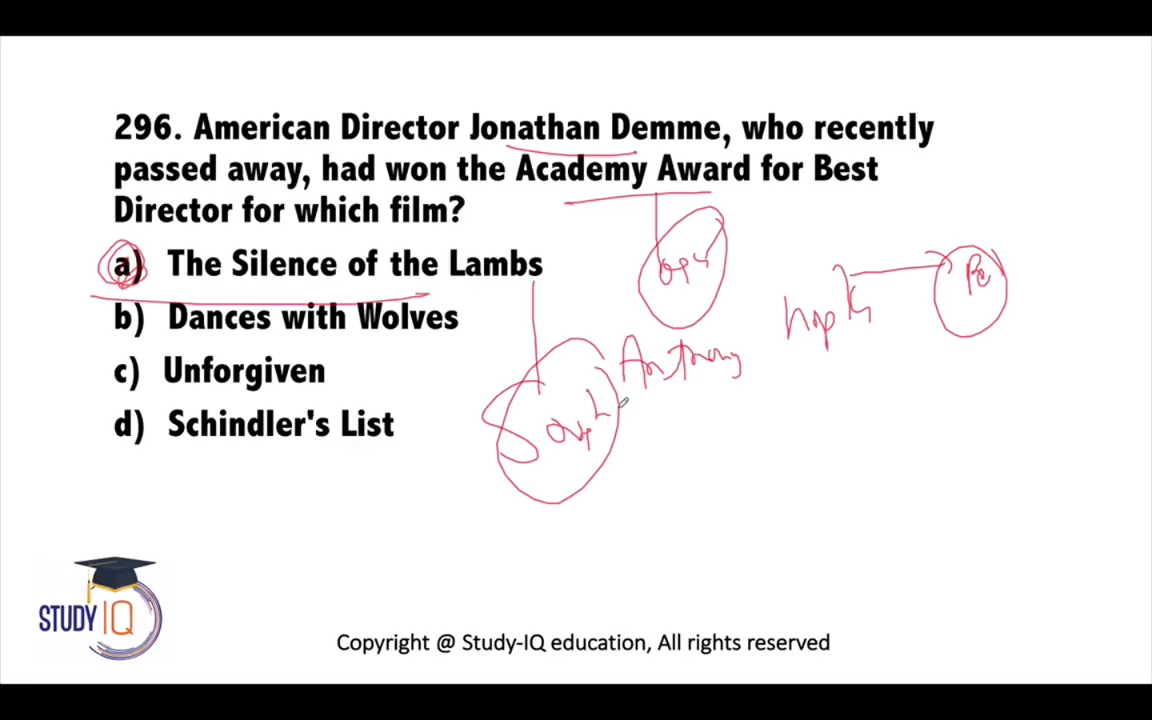 296. American Director Jonathan Demme, who recently
passed away, had won the Academy Award for Best
Director for which film?
a) The Silence of the Lambs
b) Dances with Wolves
c) Unforgiven
d) Schindler's List
STUDY IQ
Copyright @ Study-IQ education, All rights reserved